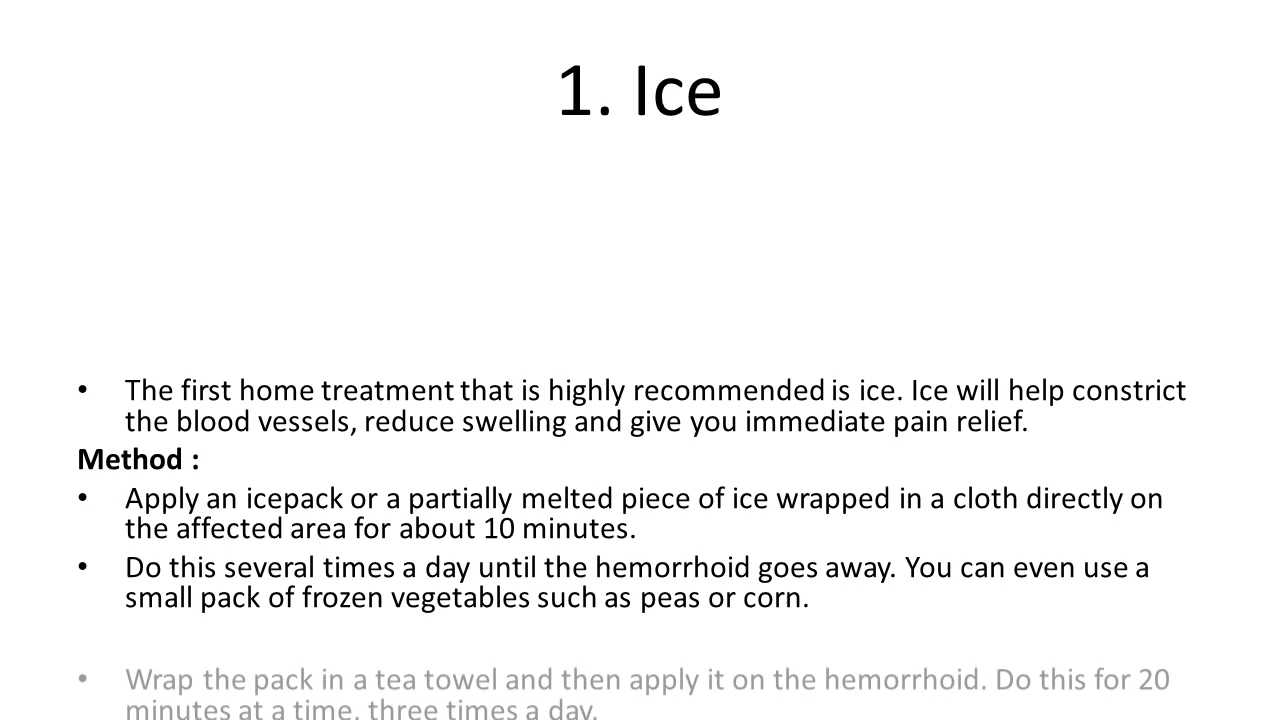 1. Ice
• The first home treatment that is highly recommended is ice. Ice will help constrict
the blood vessels, reduce swelling and give you immediate pain relief.
Method :
• Apply an icepack or a partially melted piece of ice wrapped in a cloth directly on
the affected area for about 10 minutes.
• Do this several times a day until the hemorrhoid goes away. You can even use a
small pack of frozen vegetables such as peas or corn.
• Wrap the pack in a tea towel and then apply it on the hemorrhoid. Do this for 20
minutes at a time, three times a day.